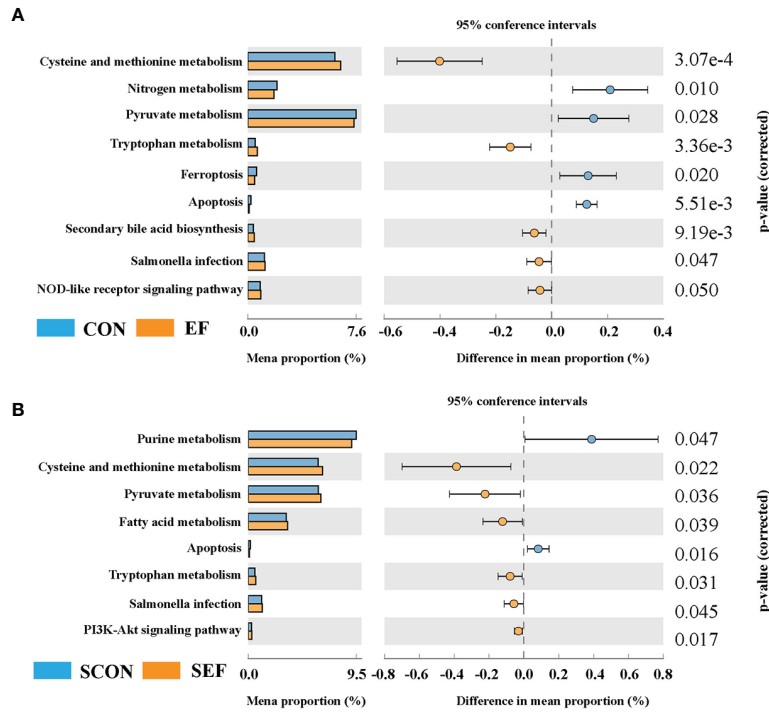 A
95% conference intervals
Cysteine and methionine metabolism
3.07e-4
Nitrogen metabolism
0.010
Pyruvate metabolism
0.028
Tryptophan metabolism
3.36e-3
Ferroptosis
0.020
Apoptosis
5.51e-3
Secondary bile acid biosynthesis
9.19e-3
Salmonella infection
0.047
NOD-like receptor signaling pathway
0.050
p-value (corrected)
0.0 7.6
-0.6 -0.4 -0.2 0.0 0.2 0.4
CON EF
Mena proportion (%)
Difference in mean proportion (%)
B
95% conference intervals
Purine metabolism
0.047
Cysteine and methionine metabolism
0.022
Pyruvate metabolism
0.036
Fatty acid metabolism
0.039
Apoptosis
0.016
Tryptophan metabolism
0.031
Salmonella infection
0.045
PI3K-Akt signaling pathway
0.017
p-value (corrected)
0.0 9.5
-0.8 -0.6 -0.4 -0.2 0.0 0.2 0.4 0.6 0.8
SCON SEF
Mena proportion (%)
Difference in mean proportion (%)